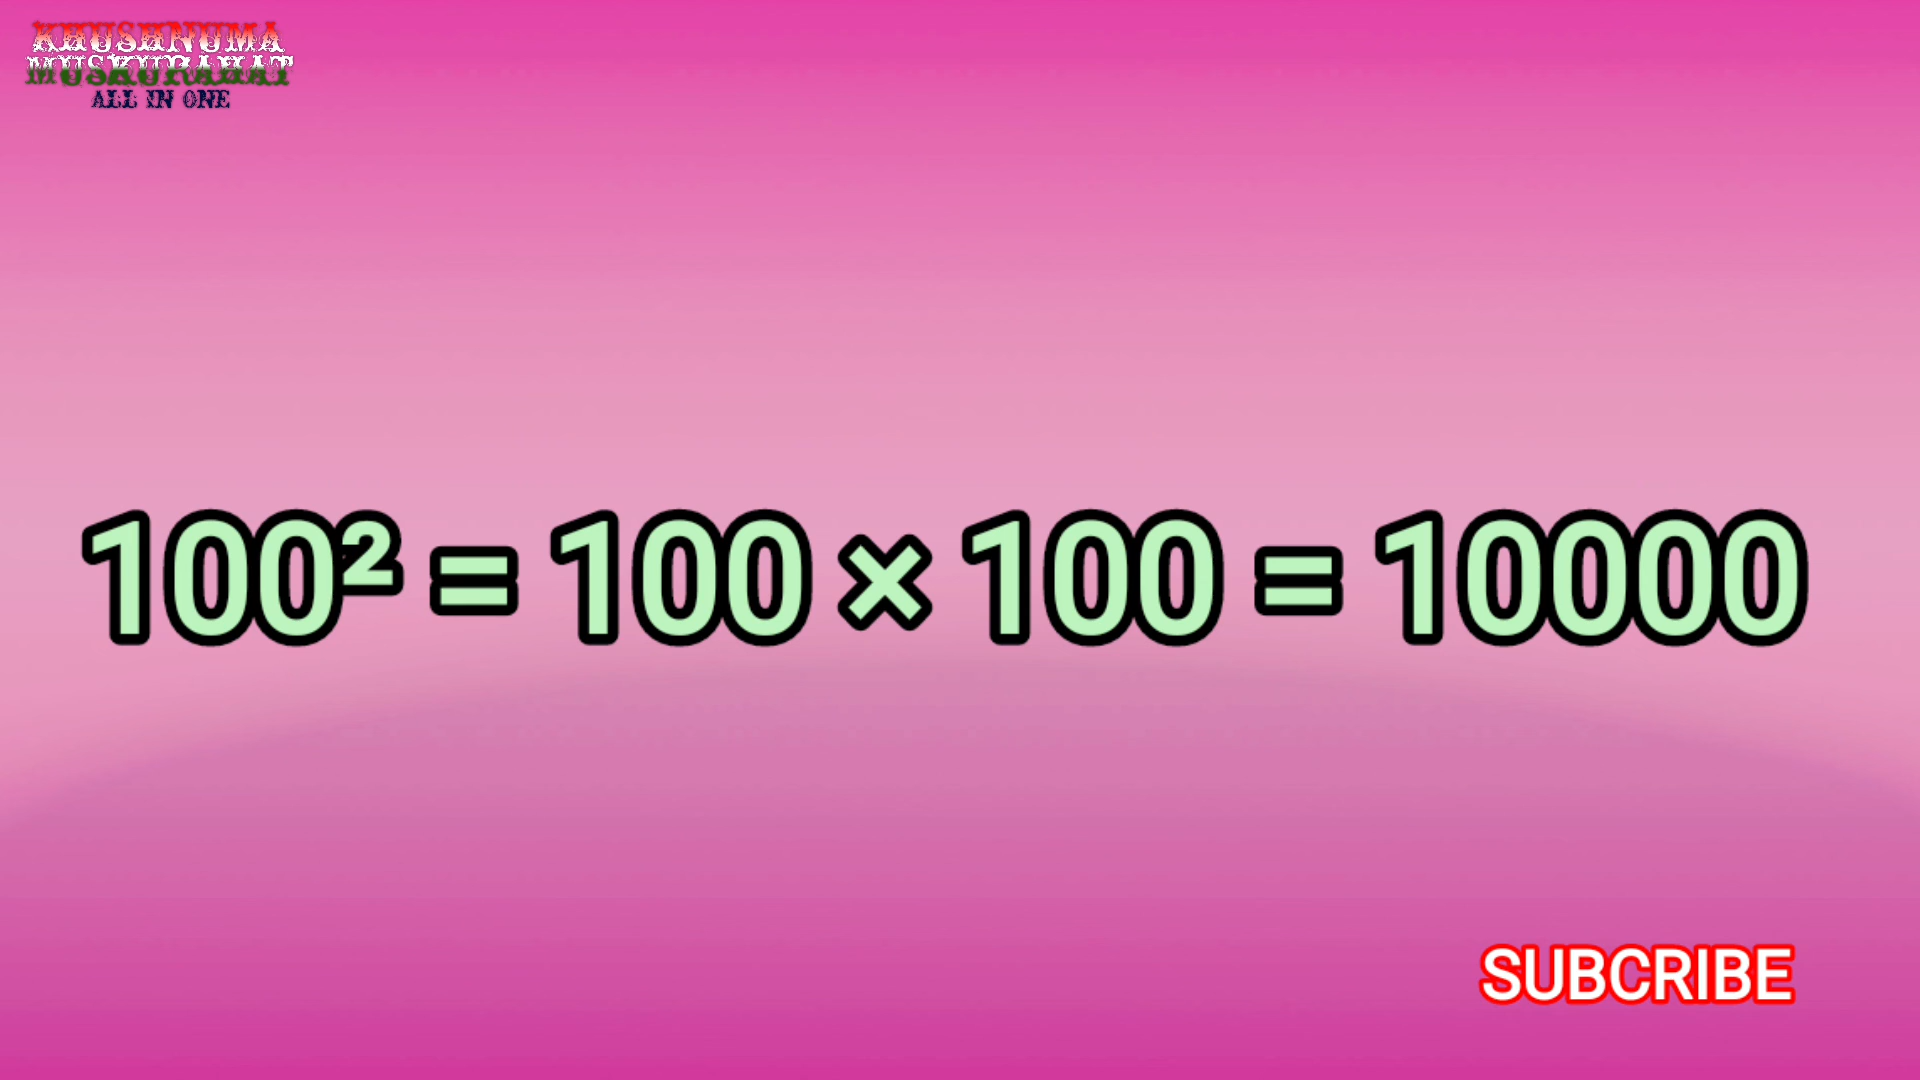 KHUSHNUMA
MUSKURAHAT
ALL IN ONE
100² = 100 × 100 = 10000
SUBCRIBE